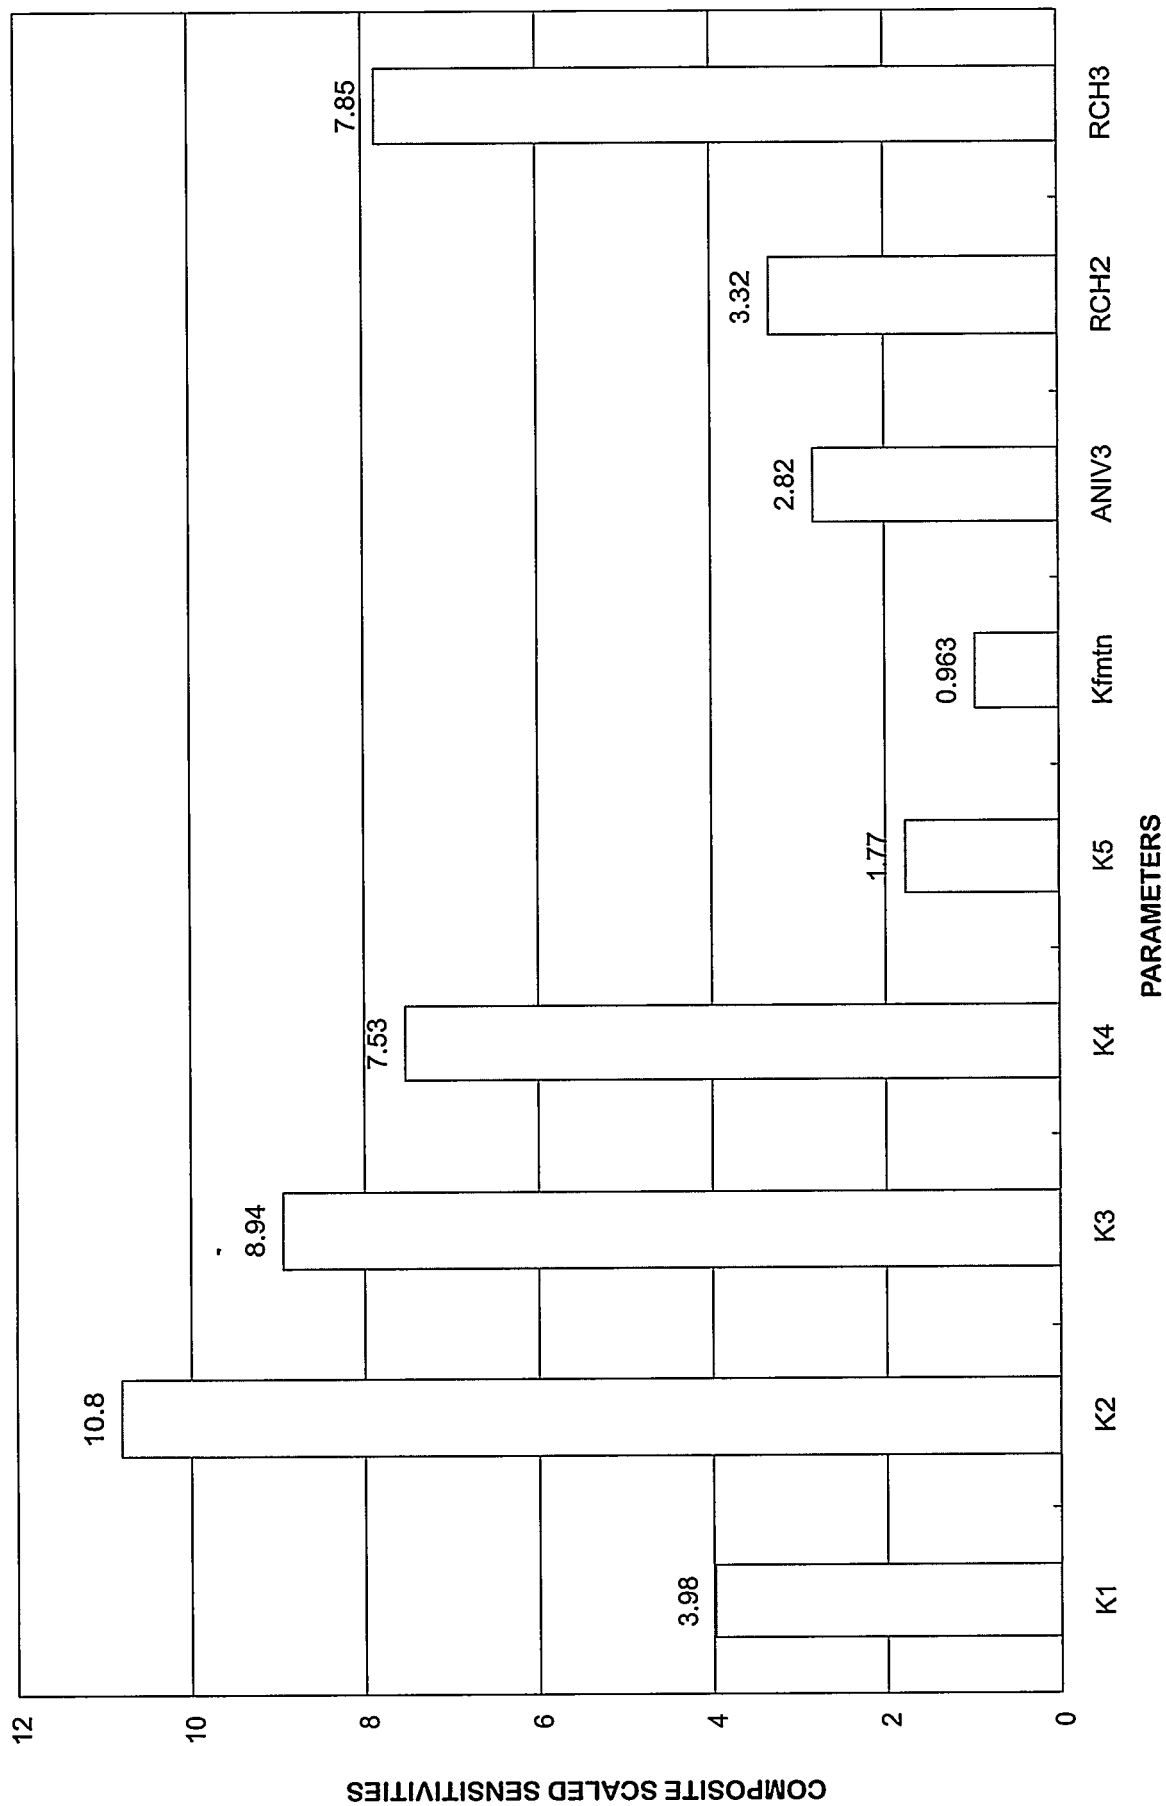 COMPOSITE SCALED SENSITIVITIES
12
10
8
6
4
2
0
3.98
10.8
8.94
7.53
1.77
0.963
2.82
3.32
7.85
K1
K2
K3
K4
K5
Kfmtn
ANIV3
RCH2
RCH3
PARAMETERS